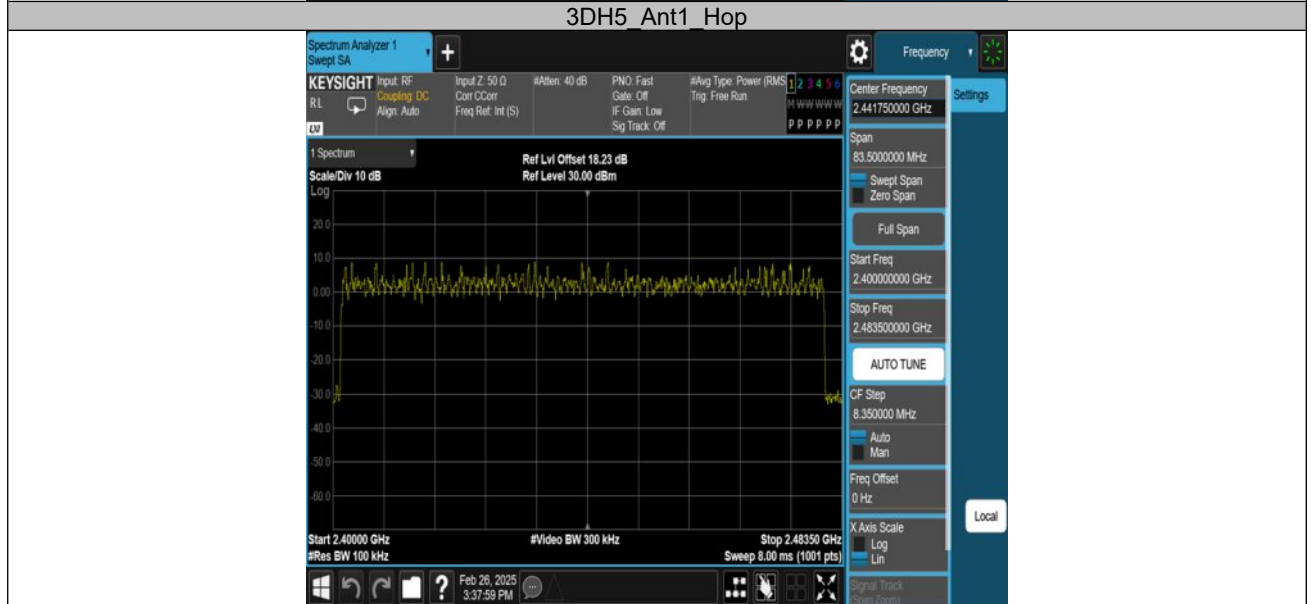 3DH5_Ant1_Hop
Spectrum Analyzer 1
Swept SA
+
Frequency
KEYSIGHT
RL
LXI
Input: RF
Coupling: DC
Align: Auto
Input Z: 50 Ω
Corr CCorr
Freq Ref: Int (S)
#Atten: 40 dB
PNO: Fast
Gate: Off
IF Gain: Low
Sig Track: Off
#Avg Type: Power (RMS
Trig: Free Run
1 2 3 4 5 6
M W W W W W
P P P P P P
Center Frequency
2.441750000 GHz
Settings
Span
83.5000000 MHz
Swept Span
Zero Span
Full Span
Start Freq
2.400000000 GHz
Stop Freq
2.483500000 GHz
AUTO TUNE
CF Step
8.350000 MHz
Auto
Man
Freq Offset
0 Hz
X Axis Scale
Log
Lin
Signal Track
(Span Zoom)
Local
1 Spectrum
Scale/Div 10 dB
Ref Lvl Offset 18.23 dB
Ref Level 30.00 dBm
Log
20.0
10.0
0.00
-10.0
-20.0
-30.0
-40.0
-50.0
-60.0
Start 2.40000 GHz
#Res BW 100 kHz
#Video BW 300 kHz
Stop 2.48350 GHz
Sweep 8.00 ms (1001 pts)
?
Feb 26, 2025
3:37:59 PM